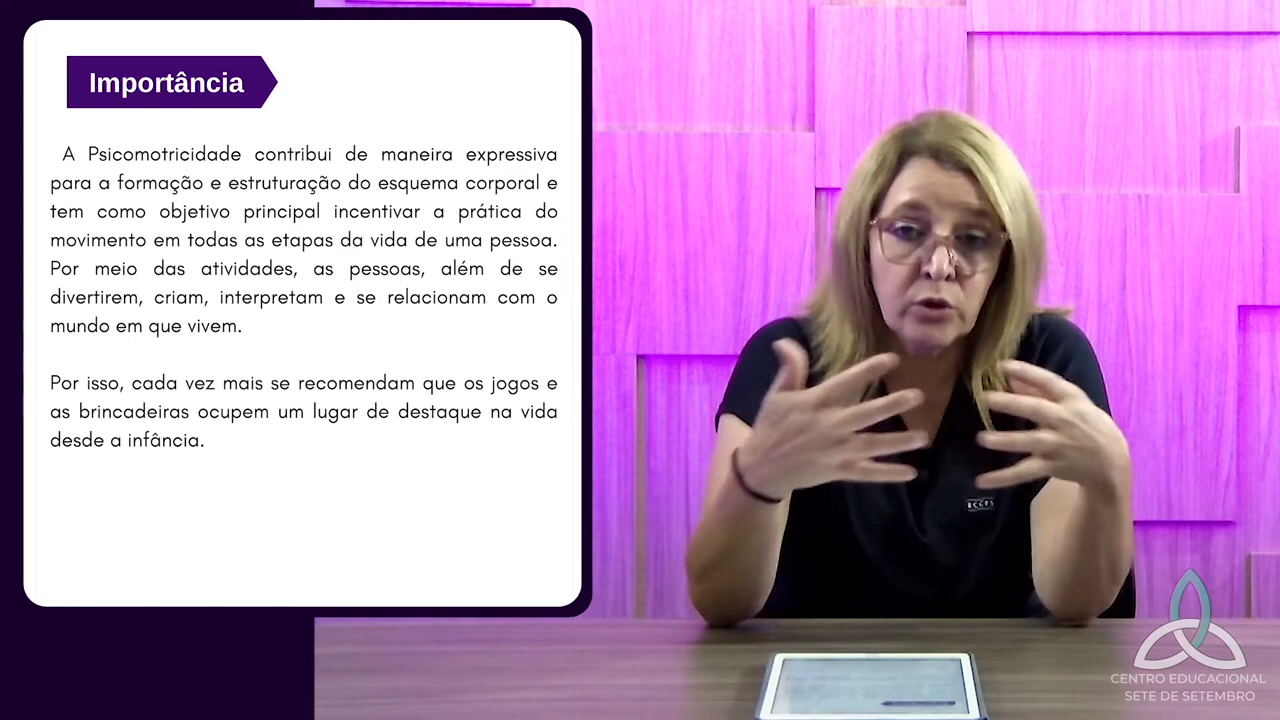 Importância
A Psicomotricidade contribui de maneira expressiva
para a formação e estruturação do esquema corporal e
tem como objetivo principal incentivar a prática do
movimento em todas as etapas da vida de uma pessoa.
Por meio das atividades, as pessoas, além de se
divertirem, criam, interpretam e se relacionam com o
mundo em que vivem.
Por isso, cada vez mais se recomendam que os jogos e
as brincadeiras ocupem um lugar de destaque na vida
desde a infância.
CENTRO EDUCACIONAL
SETE DE SETEMBRO